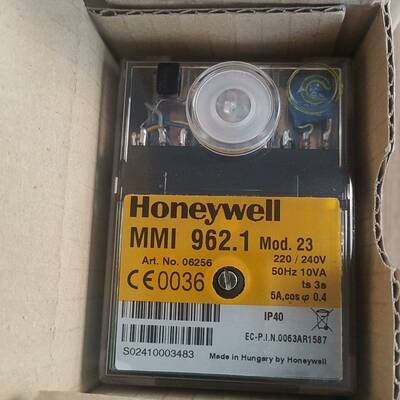 Honeywell
MMI 962.1 Mod. 23
Art. No. 06256
220 / 240V
50Hz 10VA
ts 3s
5A, cos φ 0.4
CE 0036
IP40
EC-P.I.N. 0063AR1587
S02410003483
Made in Hungary by Honeywell